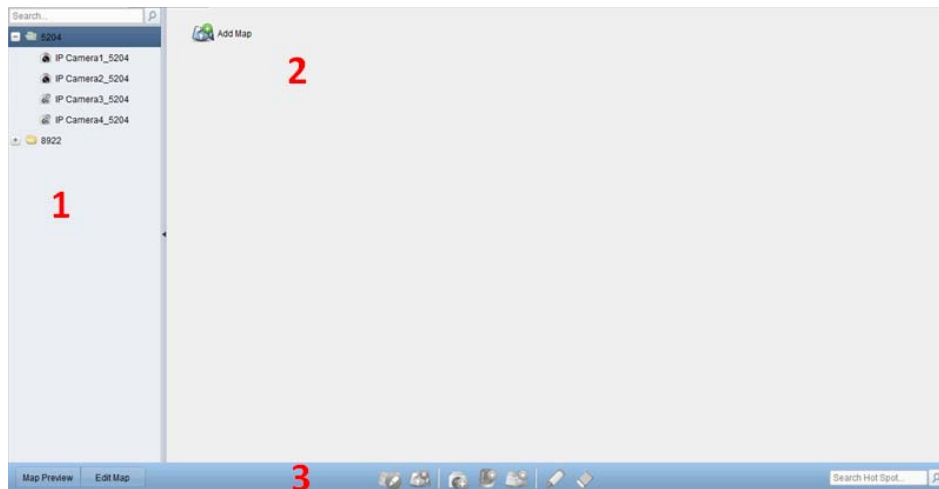 Search...
5204
Add Map
IP Camera1_5204
2
IP Camera2_5204
IP Camera3_5204
IP Camera4_5204
8922
1
Map Preview
Edit Map
3
Search Hot Spot...